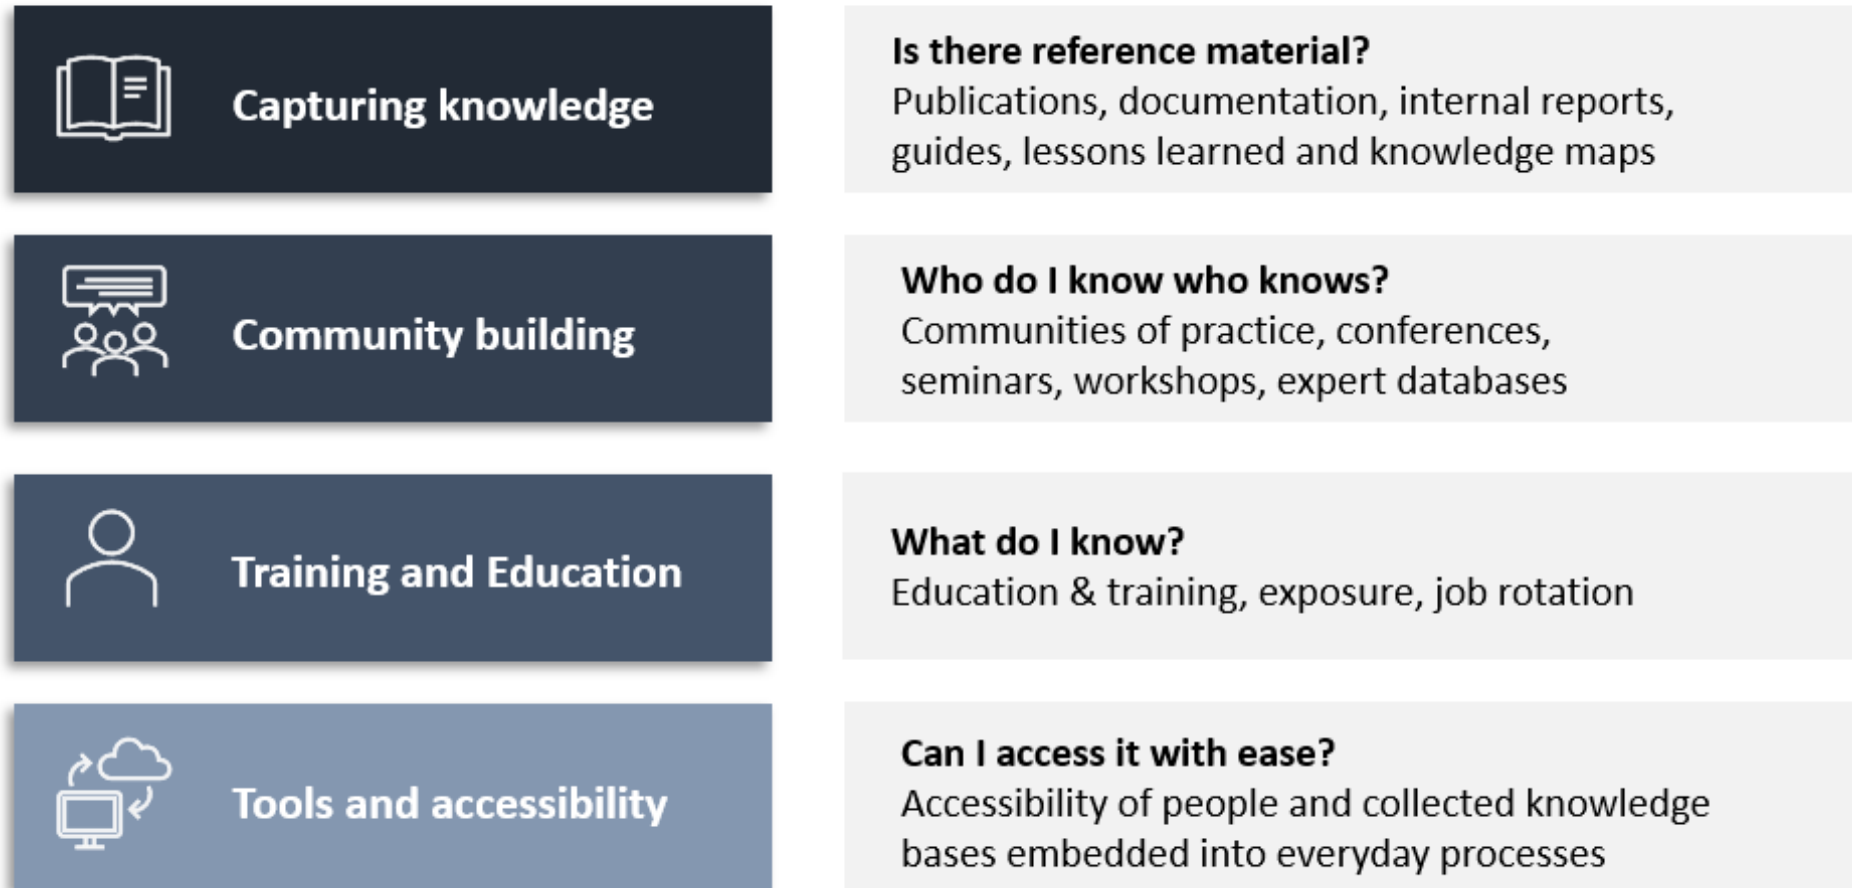 Capturing knowledge
Is there reference material?
Publications, documentation, internal reports,
guides, lessons learned and knowledge maps
Community building
Who do I know who knows?
Communities of practice, conferences,
seminars, workshops, expert databases
Training and Education
What do I know?
Education & training, exposure, job rotation
Tools and accessibility
Can I access it with ease?
Accessibility of people and collected knowledge
bases embedded into everyday processes